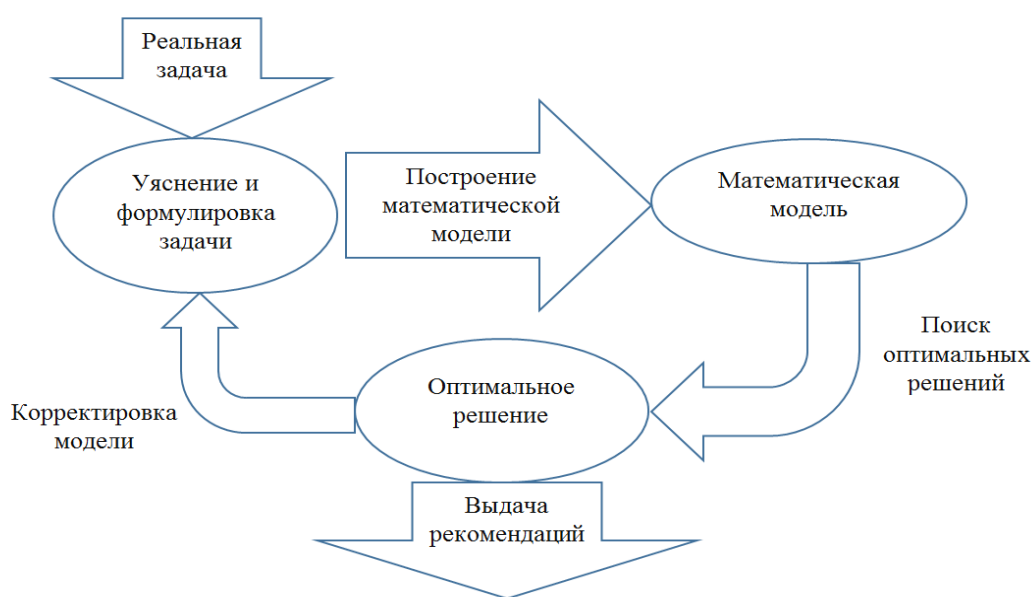 Реальная
задача
Уяснение и
формулировка
задачи
Построение
математической
модели
Математическая
модель
Поиск
оптимальных
решений
Оптимальное
решение
Корректировка
модели
Выдача
рекомендаций